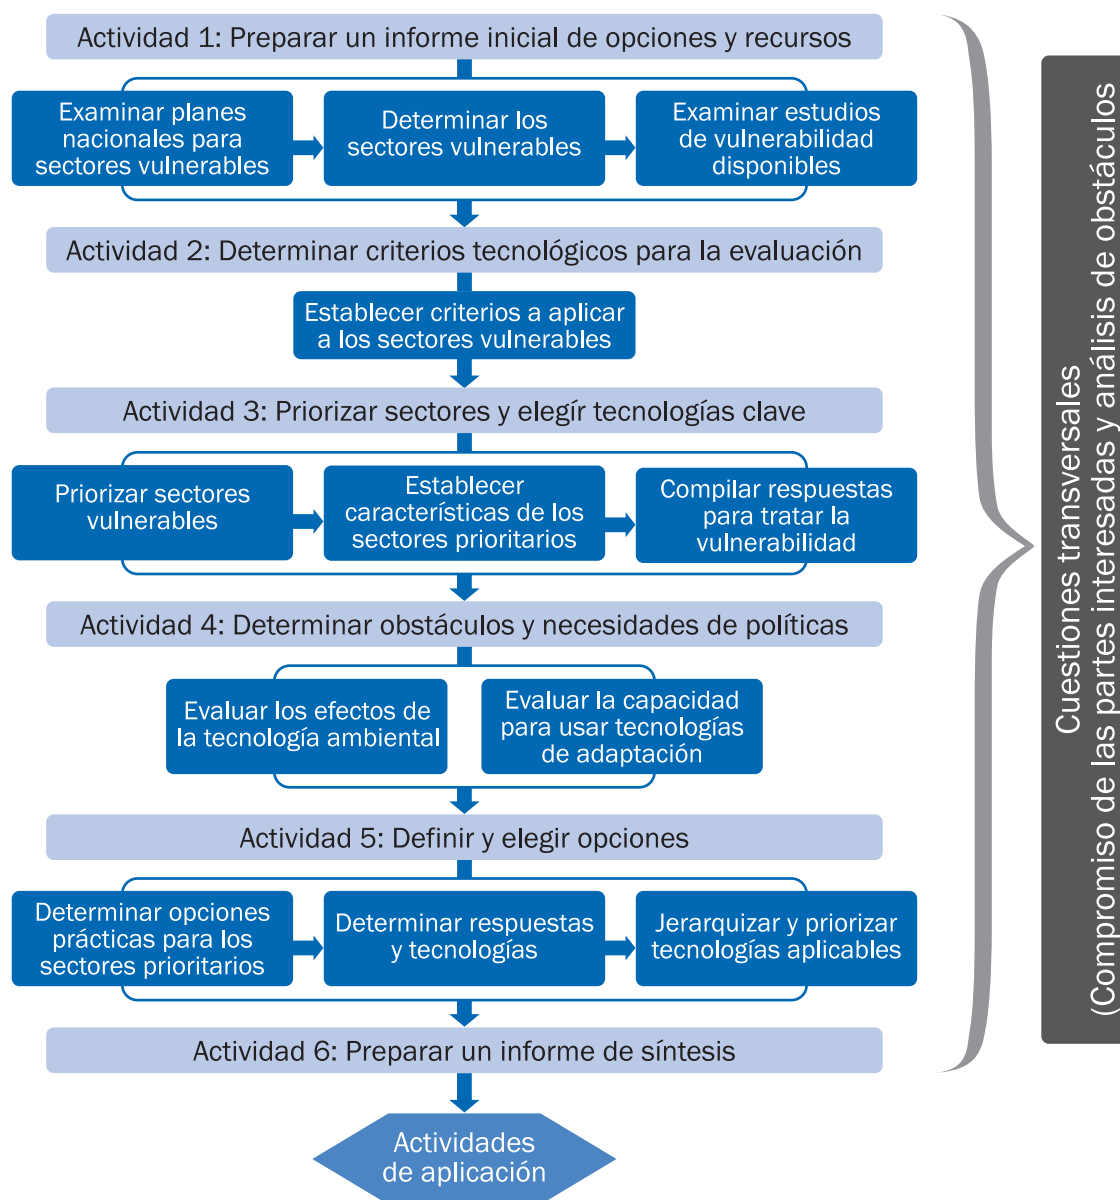 Actividad 1: Preparar un informe inicial de opciones y recursos
Examinar planes
nacionales para
sectores vulnerables
Determinar los
sectores vulnerables
Examinar estudios
de vulnerabilidad
disponibles
Actividad 2: Determinar criterios tecnológicos para la evaluación
Establecer criterios a aplicar
a los sectores vulnerables
Actividad 3: Priorizar sectores y elegír tecnologías clave
Priorizar sectores
vulnerables
Establecer
características de los
sectores prioritarios
Compilar respuestas
para tratar la
vulnerabilidad
Actividad 4: Determinar obstáculos y necesidades de políticas
Evaluar los efectos de
la tecnología ambiental
Evaluar la capacidad
para usar tecnologías
de adaptación
Actividad 5: Definir y elegir opciones
Determinar opciones
prácticas para los
sectores prioritarios
Determinar respuestas
y tecnologías
Jerarquizar y priorizar
tecnologías aplicables
Actividad 6: Preparar un informe de síntesis
Actividades
de aplicación
Cuestiones transversales
(Compromiso de las partes interesadas y análisis de obstáculos